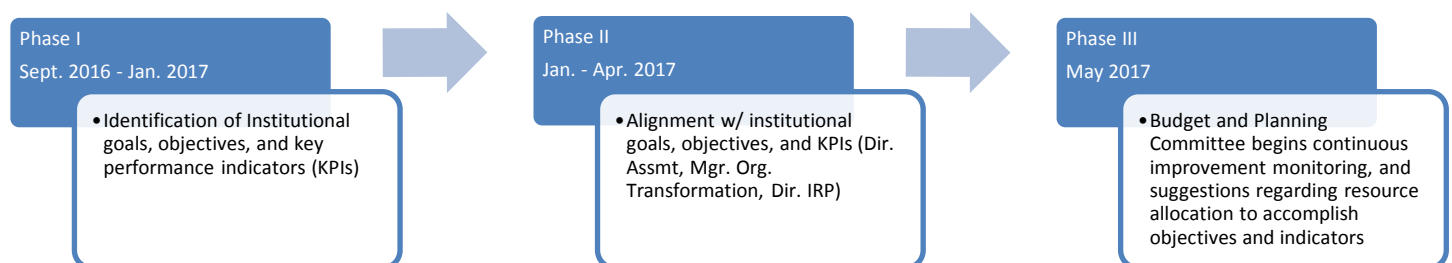 Phase I
Sept. 2016 - Jan. 2017
•Identification of Institutional
goals, objectives, and key
performance indicators (KPIs)
Phase II
Jan. - Apr. 2017
•Alignment w/ institutional
goals, objectives, and KPIs (Dir.
Assmt, Mgr. Org.
Transformation, Dir. IRP)
Phase III
May 2017
•Budget and Planning
Committee begins continuous
improvement monitoring, and
suggestions regarding resource
allocation to accomplish
objectives and indicators